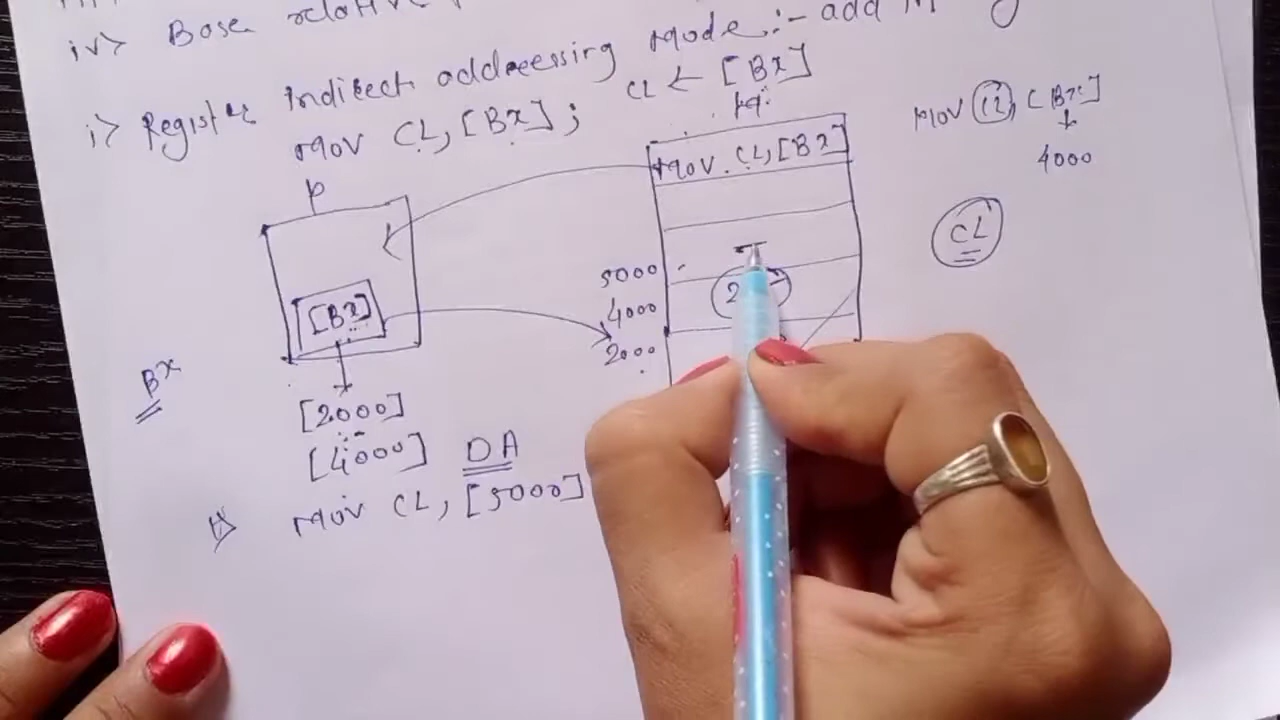 iv> Base relative
i> Register Indirect addressing mode:- add
Mov CL, [BX]; CL ← [BX]
M
Mov CL, [BX]
Mov CL, [BX]
4000
P
CL
5000
4000
2000
[BX]
BX
[2000]
[4000] DA
Mov CL, [5000]